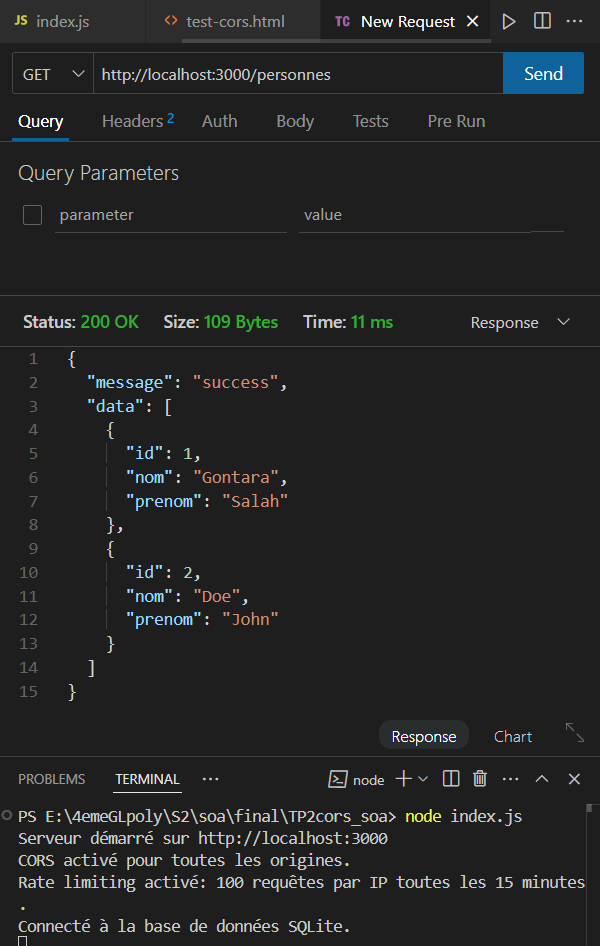 JS index.js <> test-cors.html TC New Request
GET http://localhost:3000/personnes Send
Query Headers 2 Auth Body Tests Pre Run
Query Parameters
parameter value
Status: 200 OK Size: 109 Bytes Time: 11 ms Response
1 {
2 "message": "success",
3 "data": [
4 {
5 "id": 1,
6 "nom": "Gontara",
7 "prenom": "Salah"
8 },
9 {
10 "id": 2,
11 "nom": "Doe",
12 "prenom": "John"
13 }
14 ]
15 }
Response Chart
PROBLEMS TERMINAL ... node
PS E:\4emeGLpoly\S2\soa\final\TP2cors_soa> node index.js
Serveur démarré sur http://localhost:3000
CORS activé pour toutes les origines.
Rate limiting activé: 100 requêtes par IP toutes les 15 minutes
.
Connecté à la base de données SQLite.